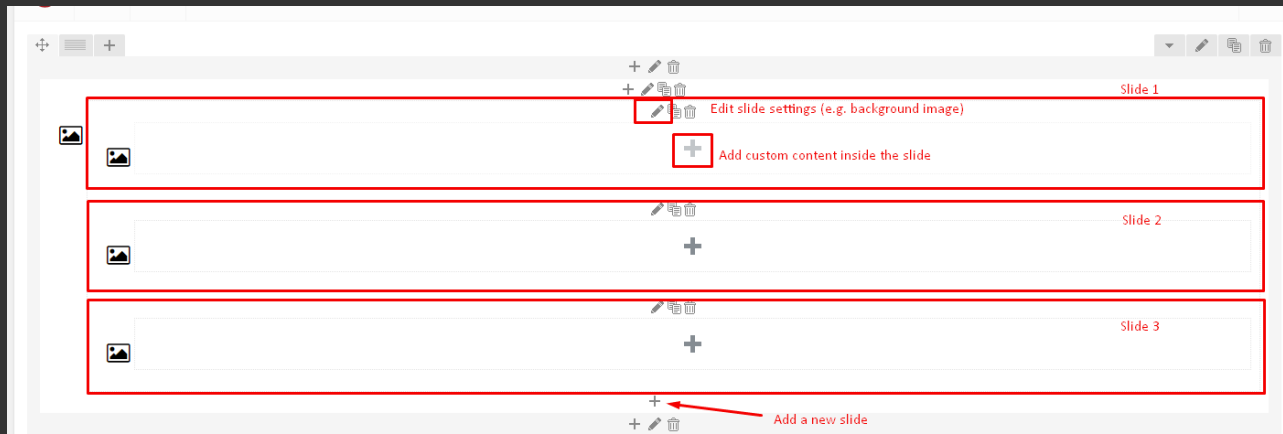 Slide 1
Edit slide settings (e.g. background image)
Add custom content inside the slide
Slide 2
Slide 3
Add a new slide